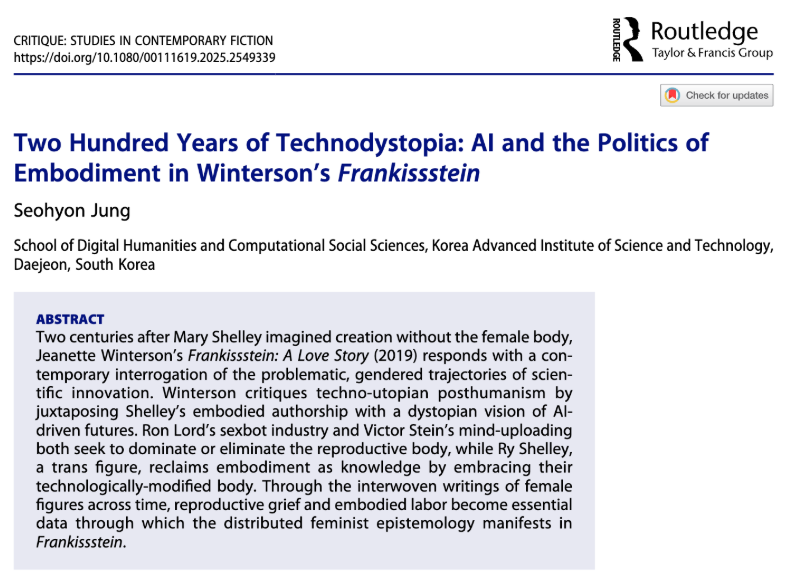 CRITIQUE: STUDIES IN CONTEMPORARY FICTION
https://doi.org/10.1080/00111619.2025.2549339
ROUTLEDGE
Routledge
Taylor & Francis Group
Check for updates
Two Hundred Years of Technodystopia: AI and the Politics of
Embodiment in Winterson’s Frankissstein
Seohyon Jung
School of Digital Humanities and Computational Social Sciences, Korea Advanced Institute of Science and Technology,
Daejeon, South Korea
ABSTRACT
Two centuries after Mary Shelley imagined creation without the female body,
Jeanette Winterson’s Frankissstein: A Love Story (2019) responds with a con-
temporary interrogation of the problematic, gendered trajectories of scien-
tific innovation. Winterson critiques techno-utopian posthumanism by
juxtaposing Shelley’s embodied authorship with a dystopian vision of AI-
driven futures. Ron Lord’s sexbot industry and Victor Stein’s mind-uploading
both seek to dominate or eliminate the reproductive body, while Ry Shelley,
a trans figure, reclaims embodiment as knowledge by embracing their
technologically-modified body. Through the interwoven writings of female
figures across time, reproductive grief and embodied labor become essential
data through which the distributed feminist epistemology manifests in
Frankissstein.